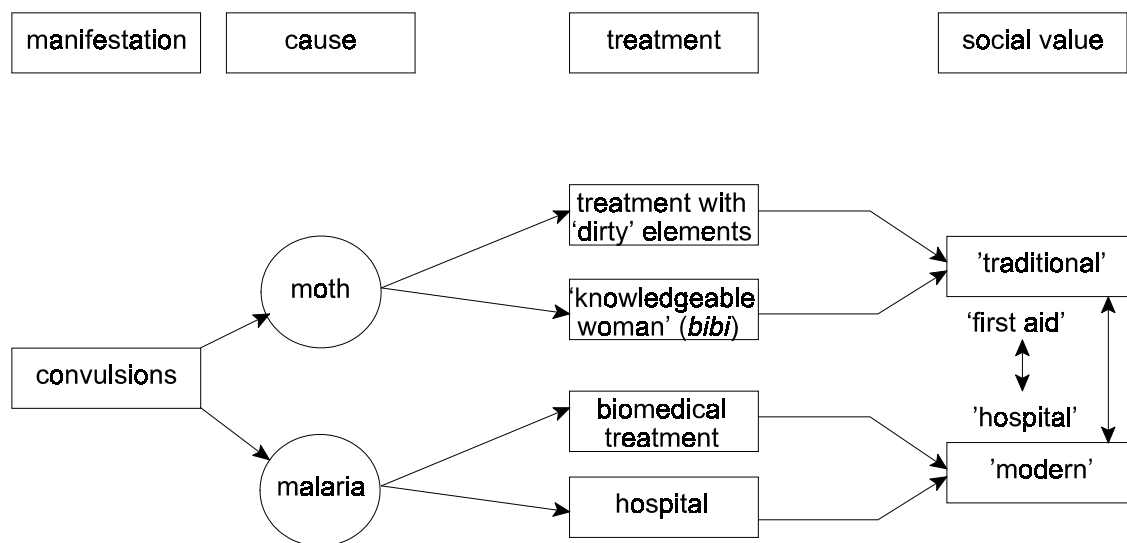 manifestation
cause
treatment
social value
treatment with
‘dirty’ elements
moth
‘knowledgeable
woman’ (bibi)
’traditional’
‘first aid’
convulsions
biomedical
treatment
’hospital’
malaria
hospital
’modern’